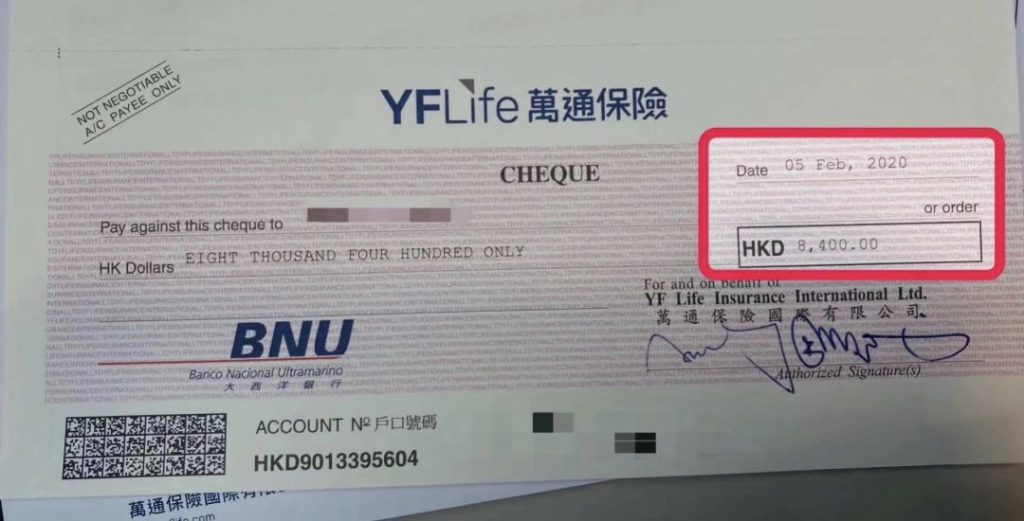 NOT NEGOTIABLE
A/C PAYEE ONLY
YFLife 萬通保險
CHEQUE
Date 05 Feb, 2020
Pay against this cheque to
or order
HK Dollars EIGHT THOUSAND FOUR HUNDRED ONLY
HKD 8,400.00
For and on behalf of
YF Life Insurance International Ltd.
萬通保險國際有限公司
BNU
Banco Nacional Ultramarino
大西洋銀行
Authorized Signature(s)
ACCOUNT Nº 戶口號碼
HKD9013395604
萬通保險國際有限
life.com